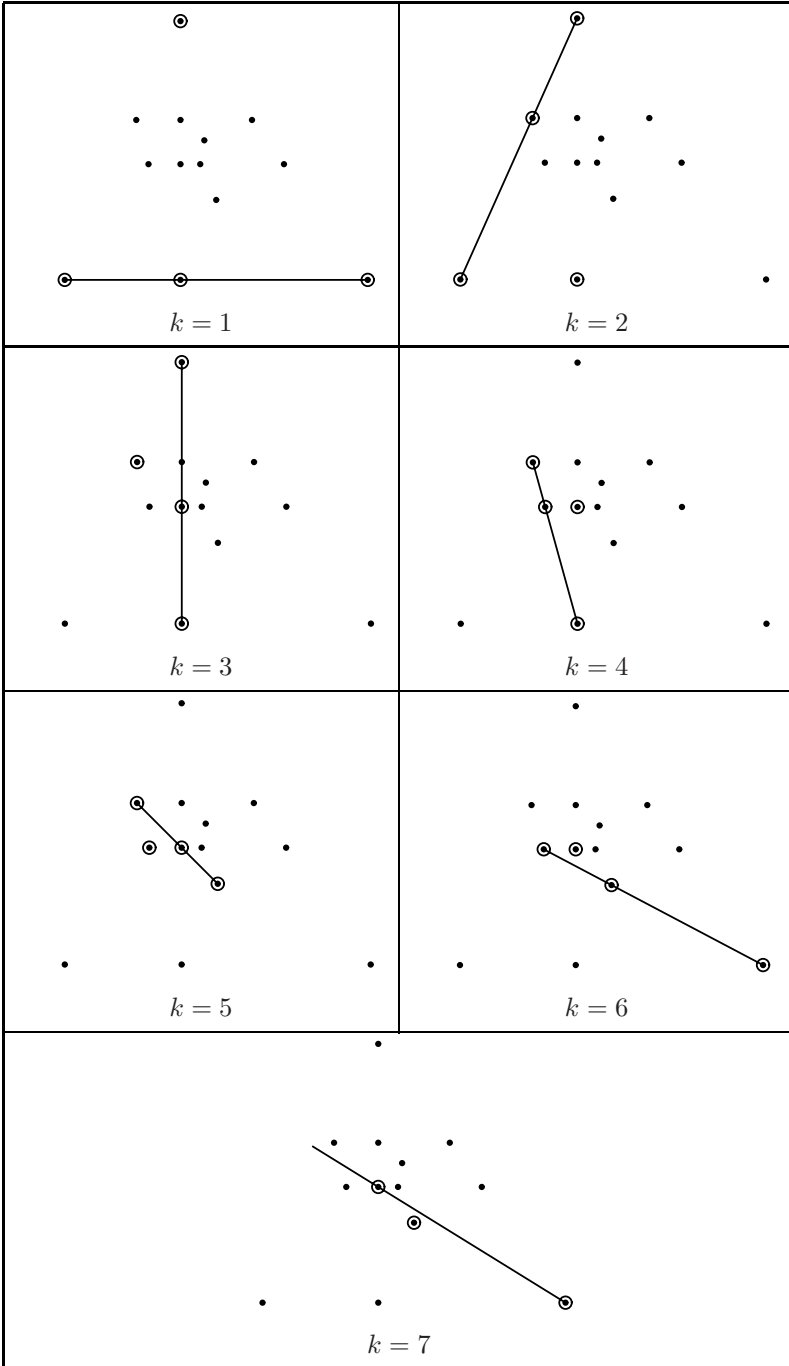 k = 1
k = 2
k = 3
k = 4
k = 5
k = 6
k = 7